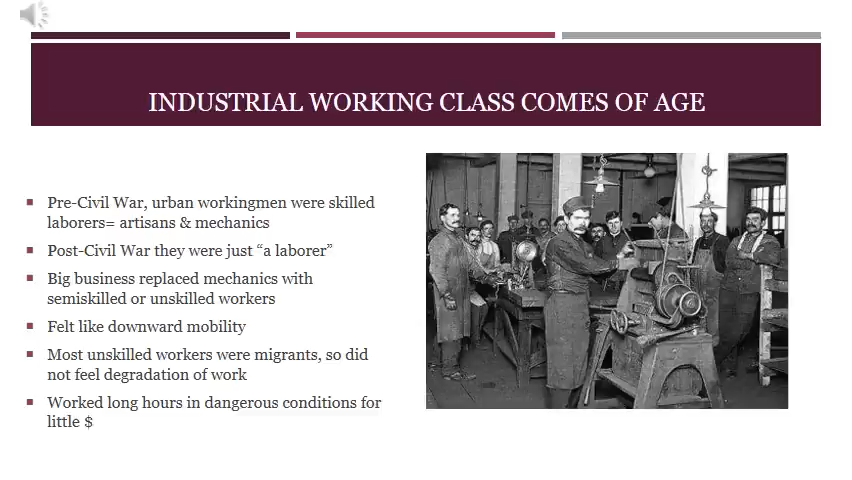 INDUSTRIAL WORKING CLASS COMES OF AGE
Pre-Civil War, urban workingmen were skilled
laborers= artisans & mechanics
Post-Civil War they were just “a laborer”
Big business replaced mechanics with
semiskilled or unskilled workers
Felt like downward mobility
Most unskilled workers were migrants, so did
not feel degradation of work
Worked long hours in dangerous conditions for
little $